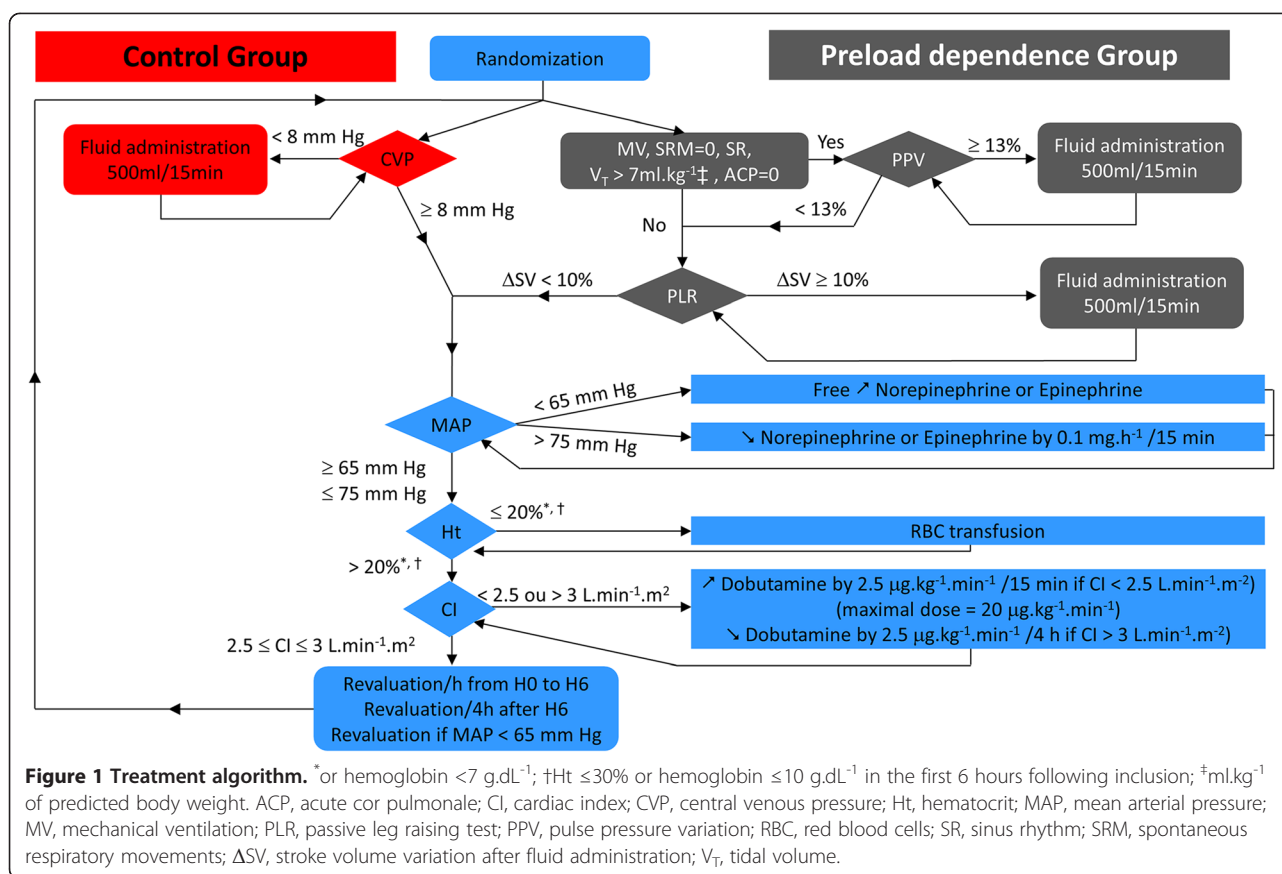 Control Group
Randomization
Preload dependence Group
< 8 mm Hg
Fluid administration
500ml/15min
CVP
≥ 8 mm Hg
MV, SRM=0, SR,
V_T > 7ml.kg⁻¹‡ , ACP=0
Yes
PPV
≥ 13%
Fluid administration
500ml/15min
< 13%
No
ΔSV < 10%
PLR
ΔSV ≥ 10%
Fluid administration
500ml/15min
MAP
< 65 mm Hg
Free ↗ Norepinephrine or Epinephrine
> 75 mm Hg
↘ Norepinephrine or Epinephrine by 0.1 mg.h⁻¹ /15 min
≥ 65 mm Hg
≤ 75 mm Hg
Ht
≤ 20%*, †
RBC transfusion
> 20%*, †
CI
< 2.5 ou > 3 L.min⁻¹.m²
↗ Dobutamine by 2.5 µg.kg⁻¹.min⁻¹ /15 min if CI < 2.5 L.min⁻¹.m⁻²)
(maximal dose = 20 µg.kg⁻¹.min⁻¹)
↘ Dobutamine by 2.5 µg.kg⁻¹.min⁻¹ /4 h if CI > 3 L.min⁻¹.m⁻²)
2.5 ≤ CI ≤ 3 L.min⁻¹.m²
Revaluation/h from H0 to H6
Revaluation/4h after H6
Revaluation if MAP < 65 mm Hg
Figure 1 Treatment algorithm. *or hemoglobin <7 g.dL⁻¹; †Ht ≤30% or hemoglobin ≤10 g.dL⁻¹ in the first 6 hours following inclusion; ‡ml.kg⁻¹
of predicted body weight. ACP, acute cor pulmonale; CI, cardiac index; CVP, central venous pressure; Ht, hematocrit; MAP, mean arterial pressure;
MV, mechanical ventilation; PLR, passive leg raising test; PPV, pulse pressure variation; RBC, red blood cells; SR, sinus rhythm; SRM, spontaneous
respiratory movements; ΔSV, stroke volume variation after fluid administration; V_T, tidal volume.